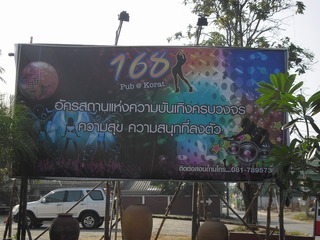 168
Pub @ Korat
อัครสถานแห่งความบันเทิงครบวงจร
ความสุข ความสนุกที่ลงตัว
ติดต่อสอบถามโทร...081-789573